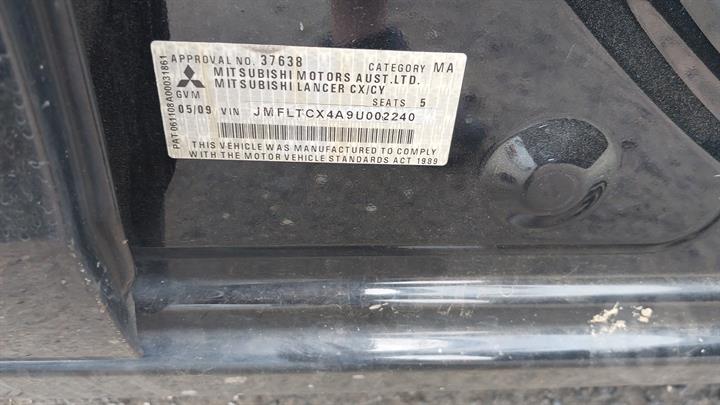 APPROVAL NO. 37638 CATEGORY MA
MITSUBISHI MOTORS AUST.LTD.
MITSUBISHI LANCER CX/CY
GVM SEATS 5
05/09 VIN JMFLTCX4A9U002240
THIS VEHICLE WAS MANUFACTURED TO COMPLY
WITH THE MOTOR VEHICLE STANDARDS ACT 1989
PAT 061108A00031861